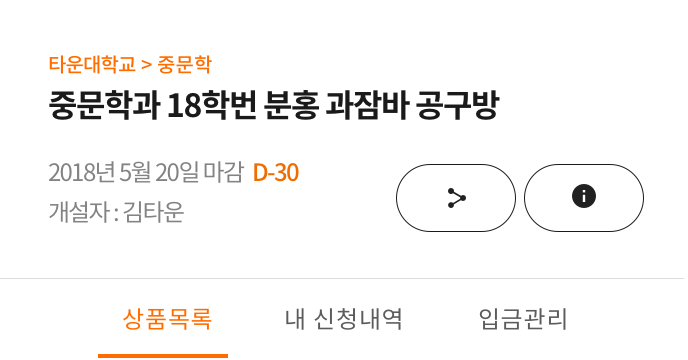 타운대학교 > 중문학
중문학과 18학번 분홍 과잠바 공구방
2018년 5월 20일 마감 D-30
개설자 : 김타운
상품목록 내 신청내역 입금관리